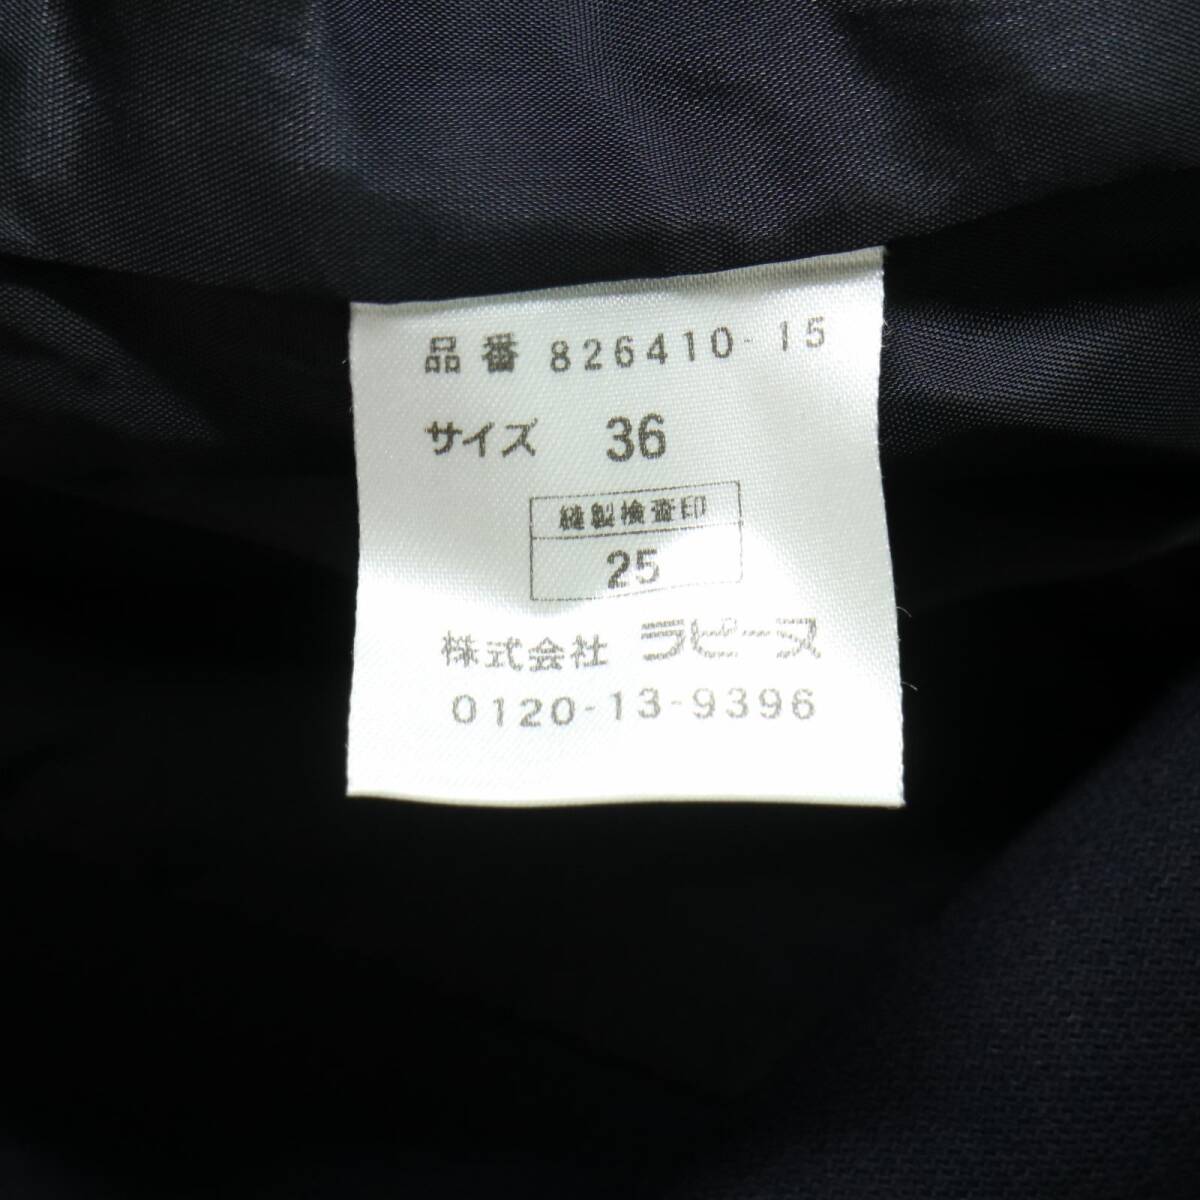 品番 826410-15
サイズ 36
縫製検査印
25
株式会社 ラピーヌ
0120-13-9396